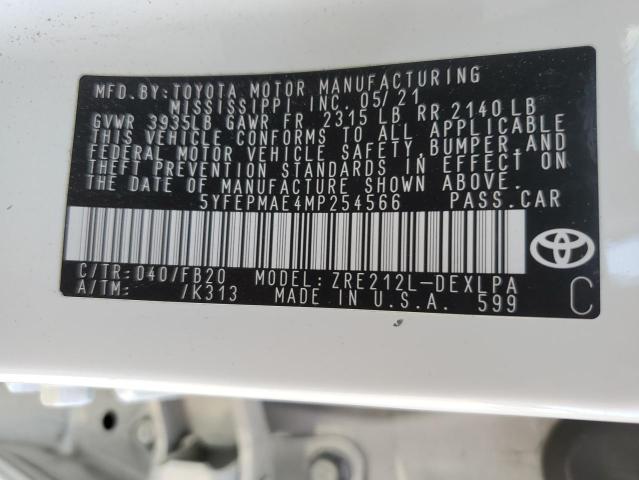 MFD.BY: TOYOTA MOTOR MANUFACTURING
MISSISSIPPI INC. 05/21
GVWR 3935LB GAWR FR 2315 LB RR 2140 LB
THIS VEHICLE CONFORMS TO ALL APPLICABLE
FEDERAL MOTOR VEHICLE SAFETY, BUMPER, AND
THEFT PREVENTION STANDARDS IN EFFECT ON
THE DATE OF MANUFACTURE SHOWN ABOVE.
5YFEPMAE4MP254566 PASS.CAR
C/TR: 040/FB20 MODEL: ZRE212L-DEXLPA
A/TM: /K313 MADE IN U.S.A. 599
C